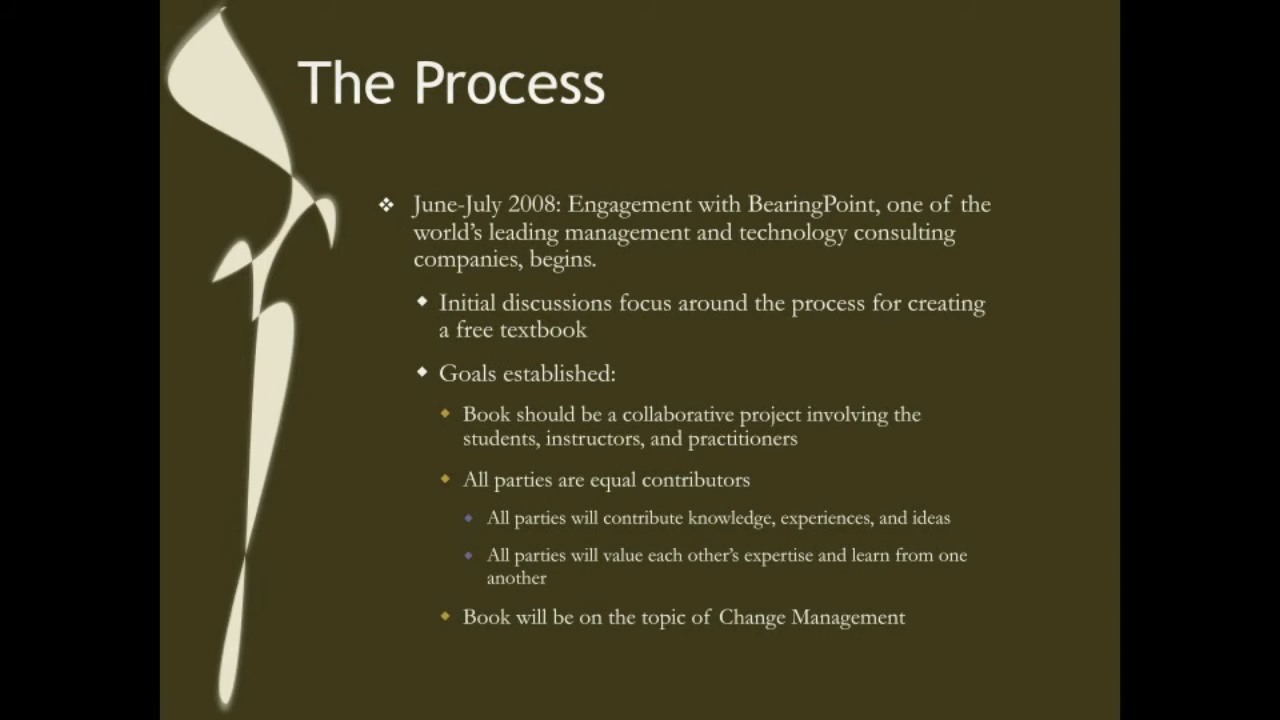 The Process
June-July 2008: Engagement with BearingPoint, one of the
world's leading management and technology consulting
companies, begins.
Initial discussions focus around the process for creating
a free textbook
Goals established:
Book should be a collaborative project involving the
students, instructors, and practitioners
All parties are equal contributors
All parties will contribute knowledge, experiences, and ideas
All parties will value each other's expertise and learn from one
another
Book will be on the topic of Change Management